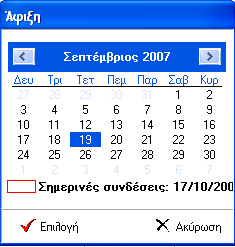 Άφιξη
Σεπτέμβριος 2007
Δευ Τρι Τετ Πεμ Παρ Σαβ Κυρ
27 28 29 30 31 1 2
3 4 5 6 7 8 9
10 11 12 13 14 15 16
17 18 19 20 21 22 23
24 25 26 27 28 29 30
1 2 3 4 5 6 7
Σημερινές συνδέσεις: 17/10/200
Επιλογή Ακύρωση